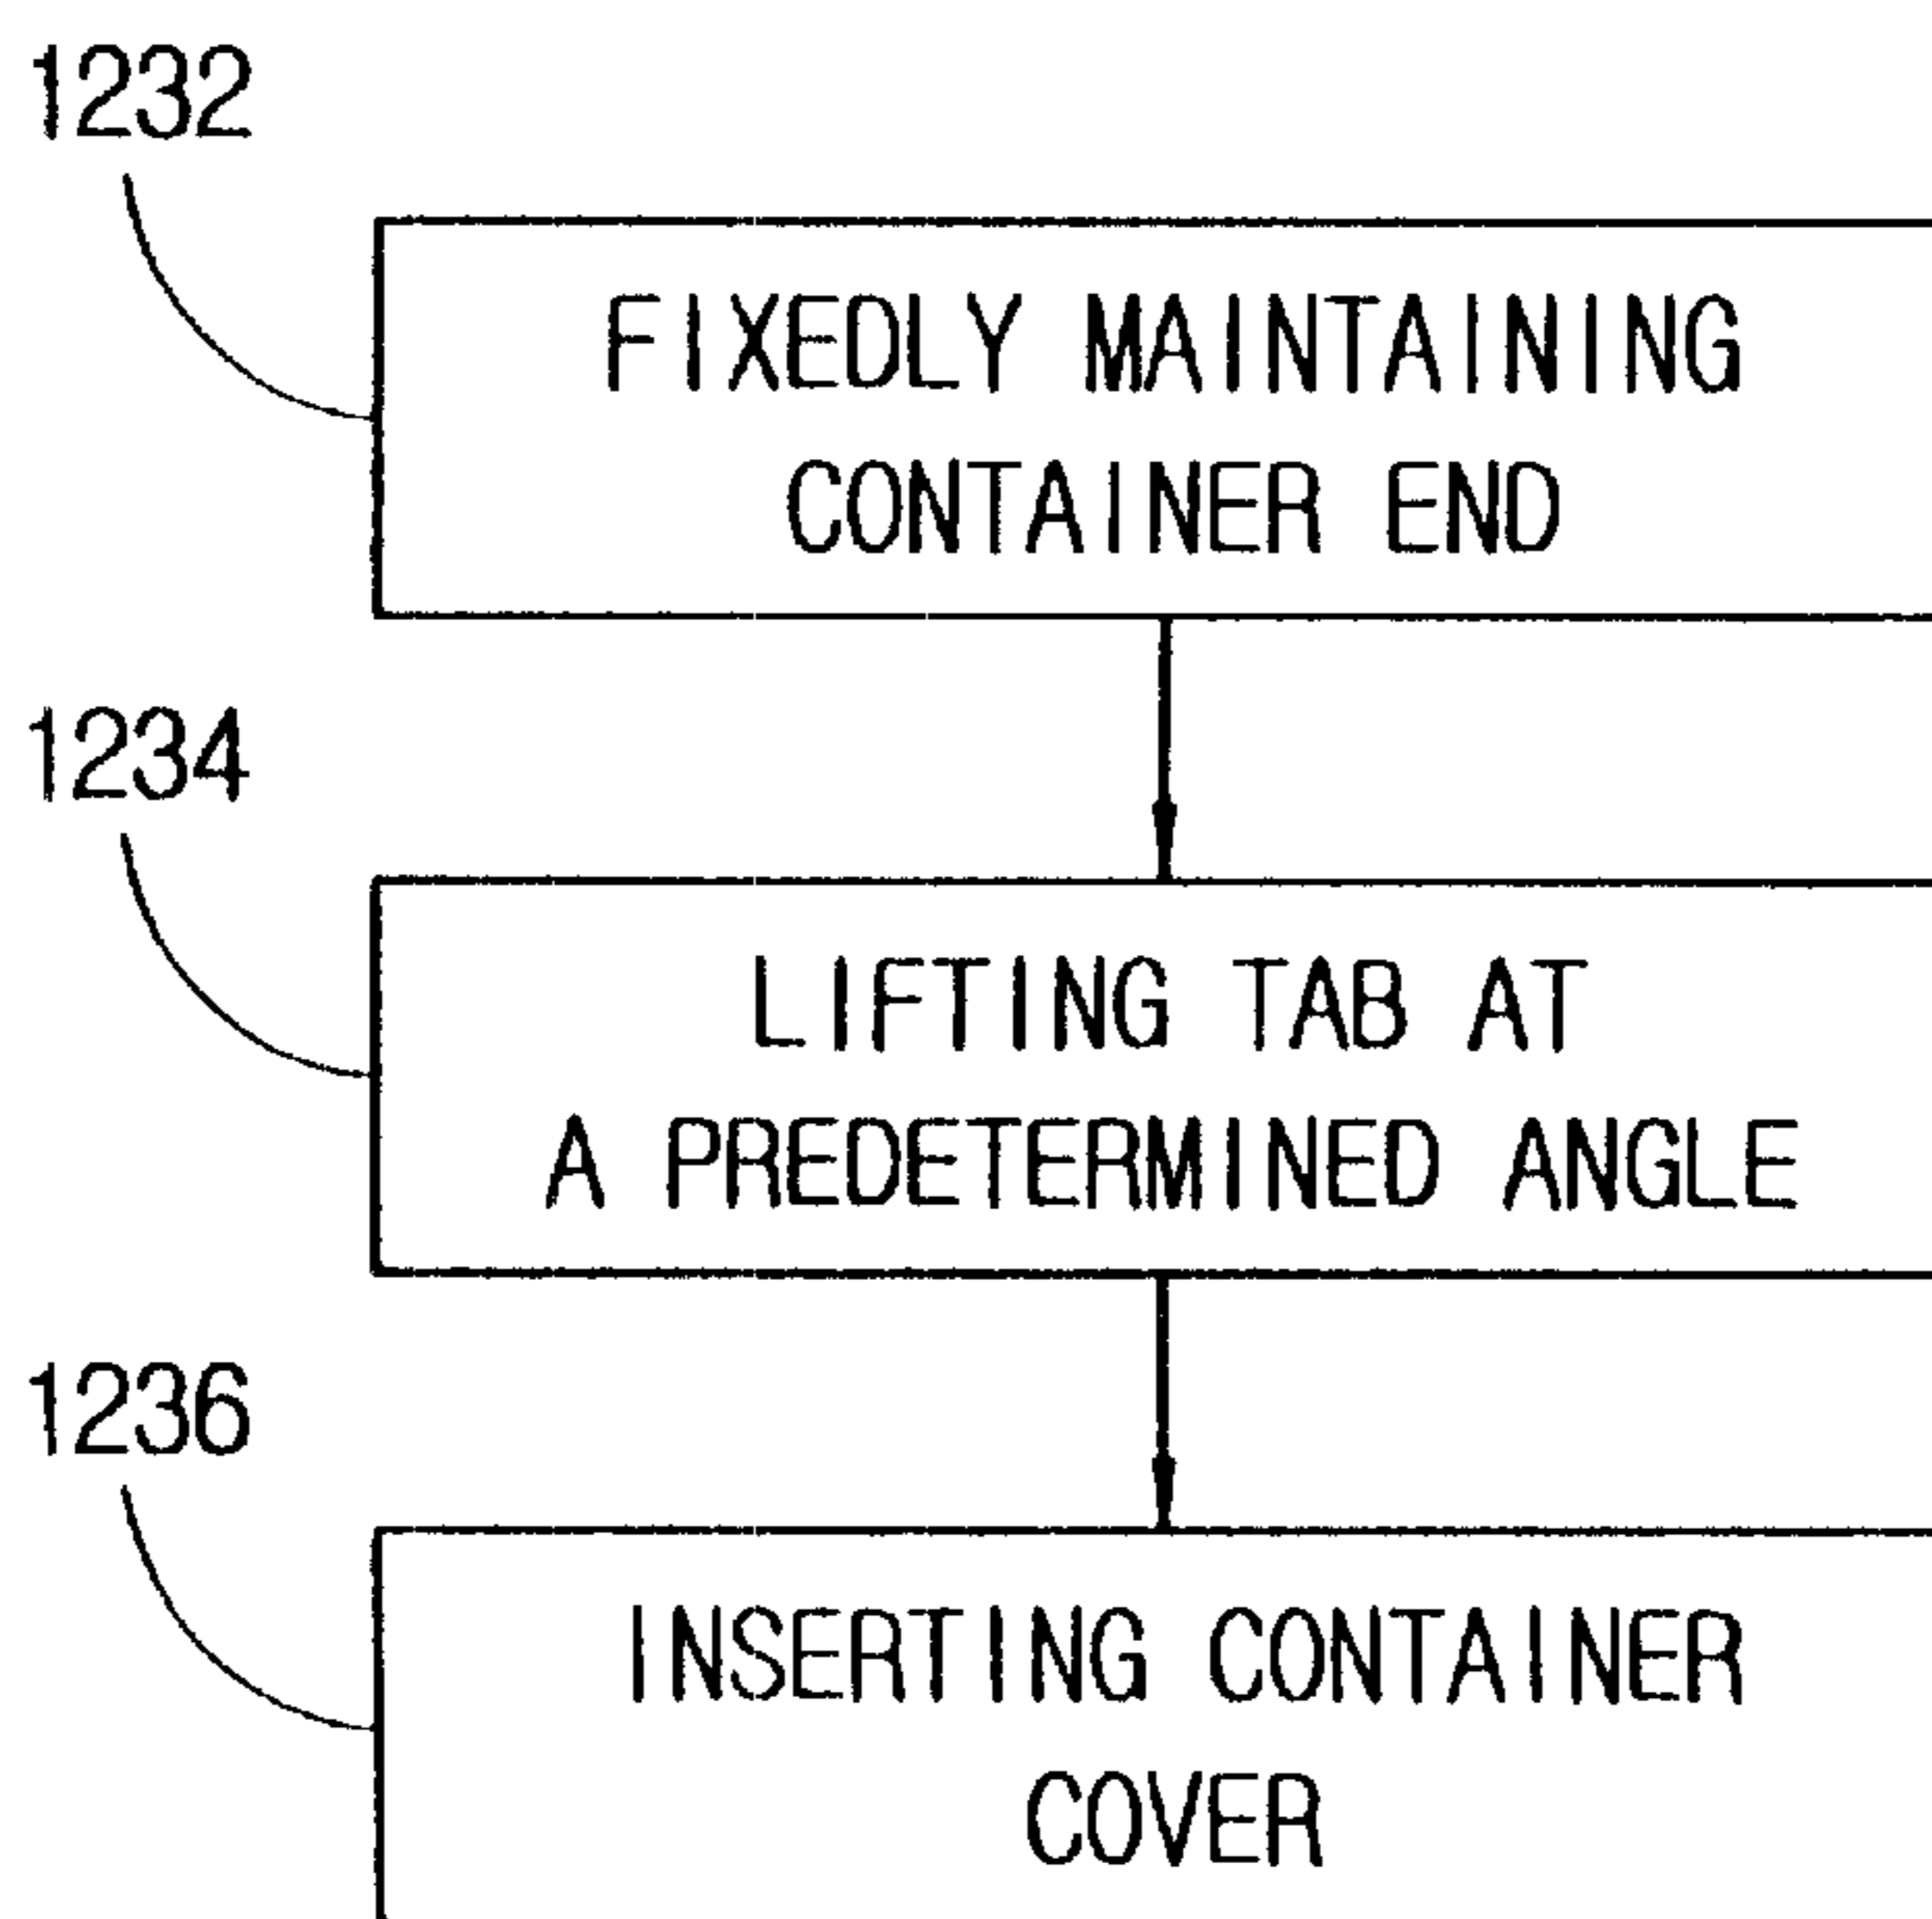 1232
FIXEDLY MAINTAINING
CONTAINER END
1234
LIFTING TAB AT
A PREDETERMINED ANGLE
1236
INSERTING CONTAINER
COVER